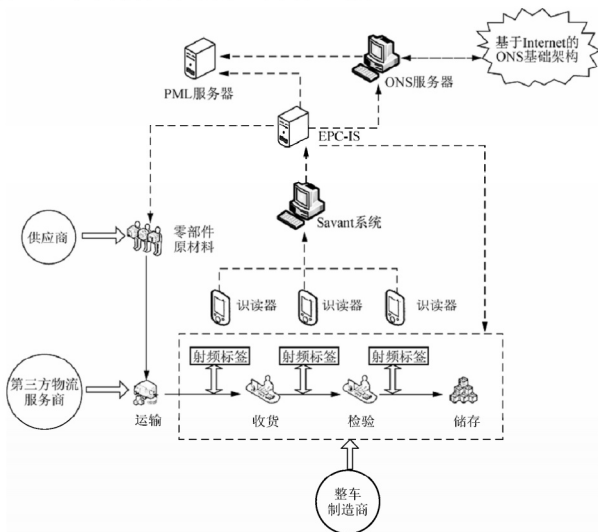 基于Internet的
ONS基础架构
PML服务器
ONS服务器
EPC-IS
Savant系统
供应商
零部件
原材料
识读器
识读器
识读器
射频标签
射频标签
射频标签
第三方物流
服务商
运输
收货
检验
储存
整车
制造商